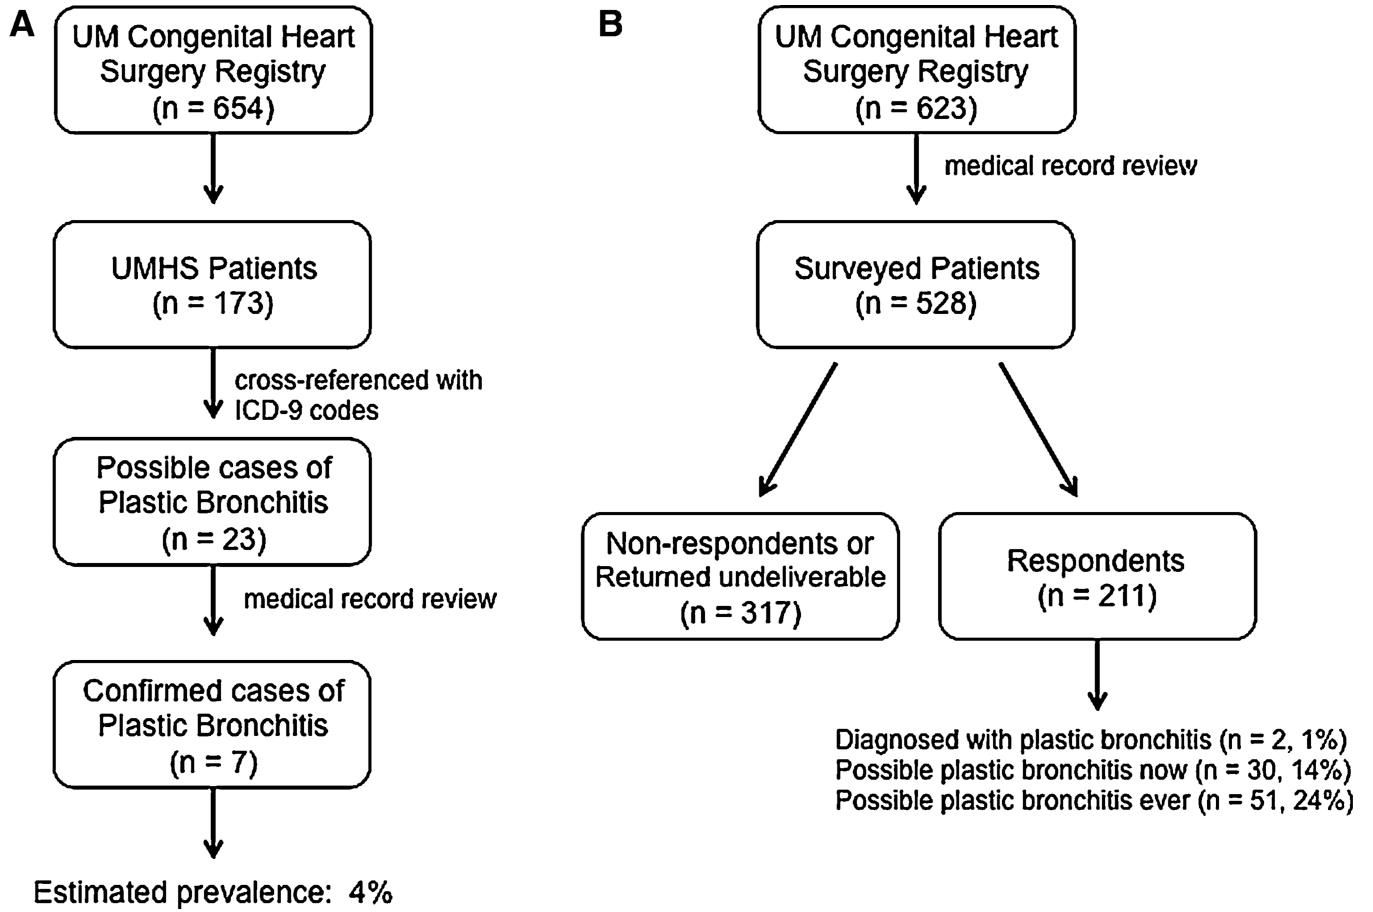 A
UM Congenital Heart
Surgery Registry
(n = 654)
UMHS Patients
(n = 173)
cross-referenced with
ICD-9 codes
Possible cases of
Plastic Bronchitis
(n = 23)
medical record review
Confirmed cases of
Plastic Bronchitis
(n = 7)
Estimated prevalence: 4%
B
UM Congenital Heart
Surgery Registry
(n = 623)
medical record review
Surveyed Patients
(n = 528)
Non-respondents or
Returned undeliverable
(n = 317)
Respondents
(n = 211)
Diagnosed with plastic bronchitis (n = 2, 1%)
Possible plastic bronchitis now (n = 30, 14%)
Possible plastic bronchitis ever (n = 51, 24%)